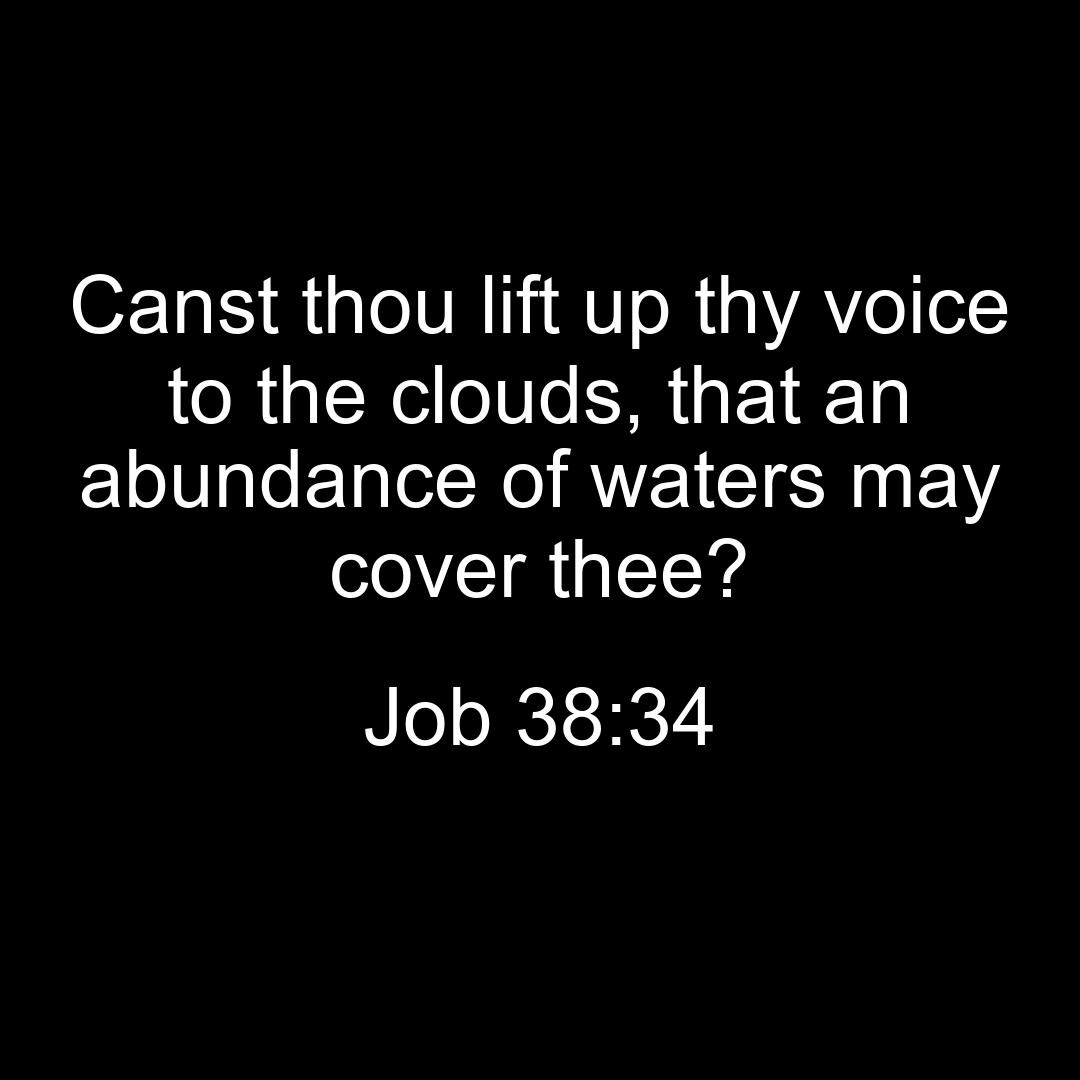 Canst thou lift up thy voice
to the clouds, that an
abundance of waters may
cover thee?
Job 38:34